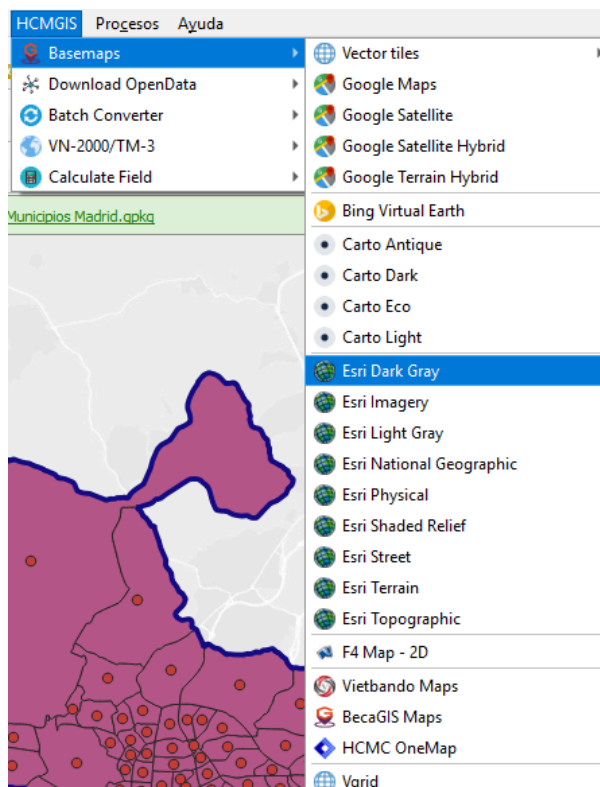 HCMGIS Procesos Ayuda
Basemaps
Download OpenData
Batch Converter
VN-2000/TM-3
Calculate Field
Municipios Madrid.gpkg
Vector tiles
Google Maps
Google Satellite
Google Satellite Hybrid
Google Terrain Hybrid
Bing Virtual Earth
Carto Antique
Carto Dark
Carto Eco
Carto Light
Esri Dark Gray
Esri Imagery
Esri Light Gray
Esri National Geographic
Esri Physical
Esri Shaded Relief
Esri Street
Esri Terrain
Esri Topographic
F4 Map - 2D
Vietbando Maps
BecaGIS Maps
HCMC OneMap
Vgrid